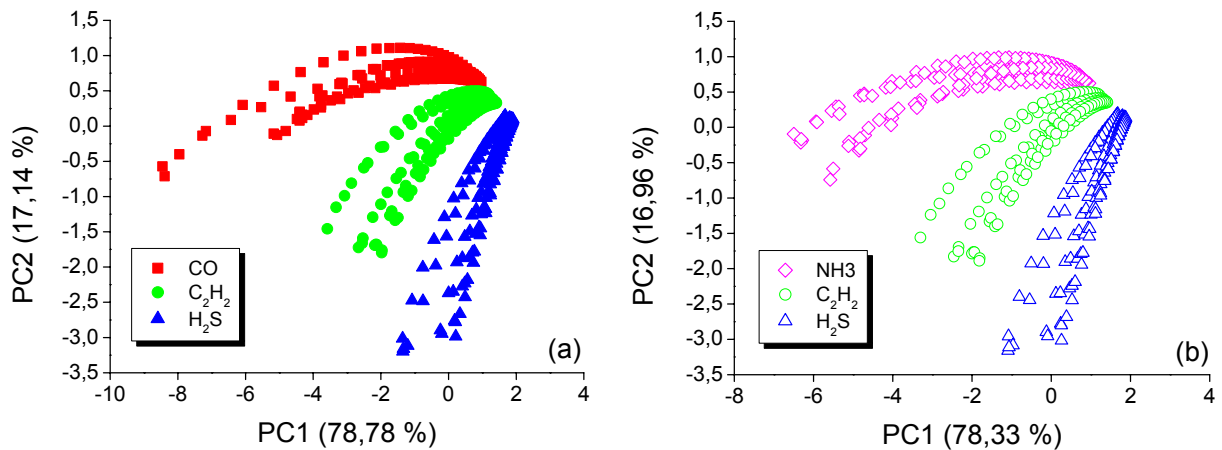 1,5
1,0
0,5
0,0
-0,5
-1,0
-1,5
-2,0
-2,5
-3,0
-3,5
PC2 (17,14 %)
CO
C₂H₂
H₂S
(a)
-10 -8 -6 -4 -2 0 2 4
PC1 (78,78 %)
1,5
1,0
0,5
0,0
-0,5
-1,0
-1,5
-2,0
-2,5
-3,0
-3,5
PC2 (16,96 %)
NH3
C₂H₂
H₂S
(b)
-8 -6 -4 -2 0 2 4
PC1 (78,33 %)